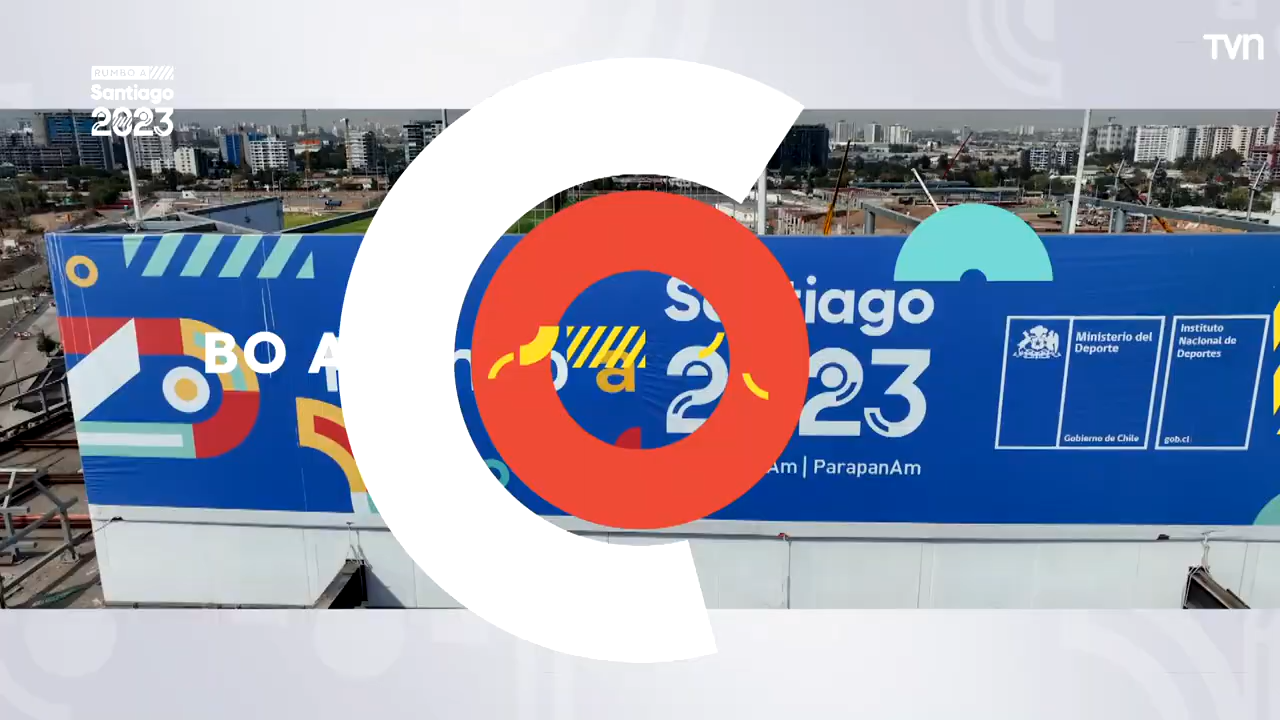 TVN
RUMBO A
Santiago
2023
BO A
a
Santiago
2023
Am | ParapanAm
Ministerio del
Deporte
Gobierno de Chile
Instituto
Nacional de
Deportes
gob.cl